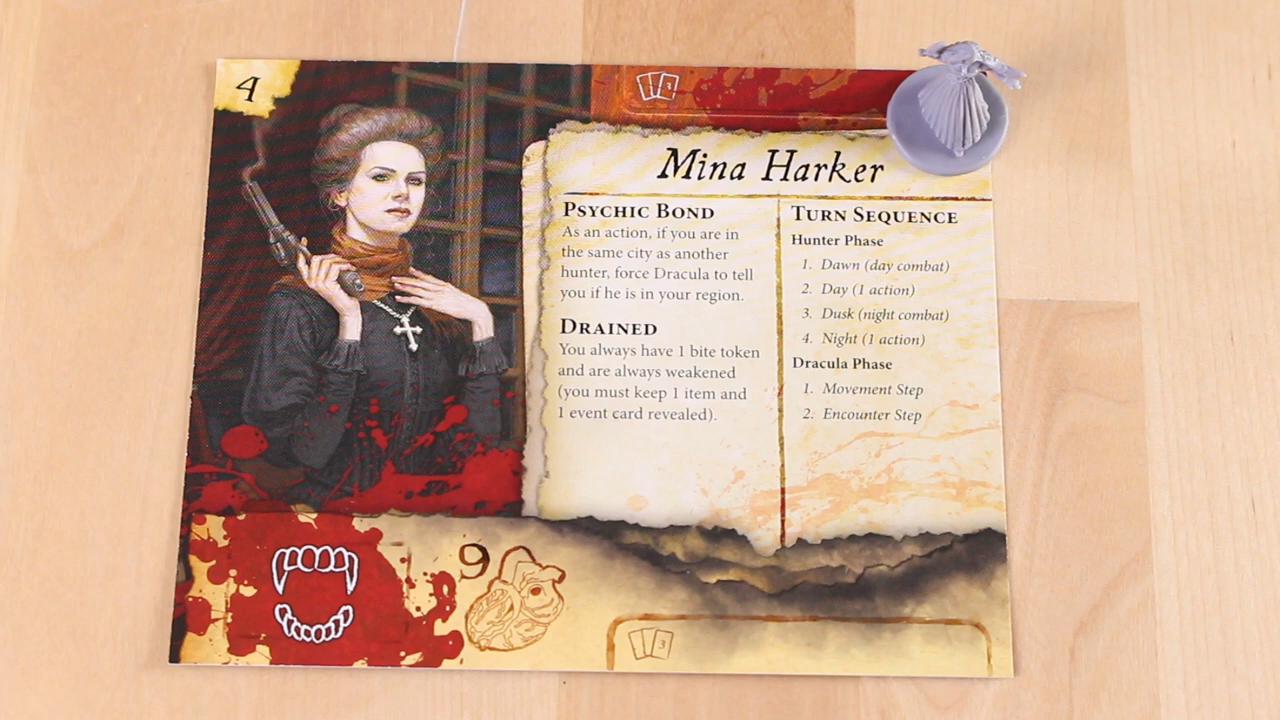 4
3
Mina Harker
Psychic Bond
As an action, if you are in
the same city as another
hunter, force Dracula to tell
you if he is in your region.
Drained
You always have 1 bite token
and are always weakened
(you must keep 1 item and
1 event card revealed).
Turn Sequence
Hunter Phase
1. Dawn (day combat)
2. Day (1 action)
3. Dusk (night combat)
4. Night (1 action)
Dracula Phase
1. Movement Step
2. Encounter Step
9
3